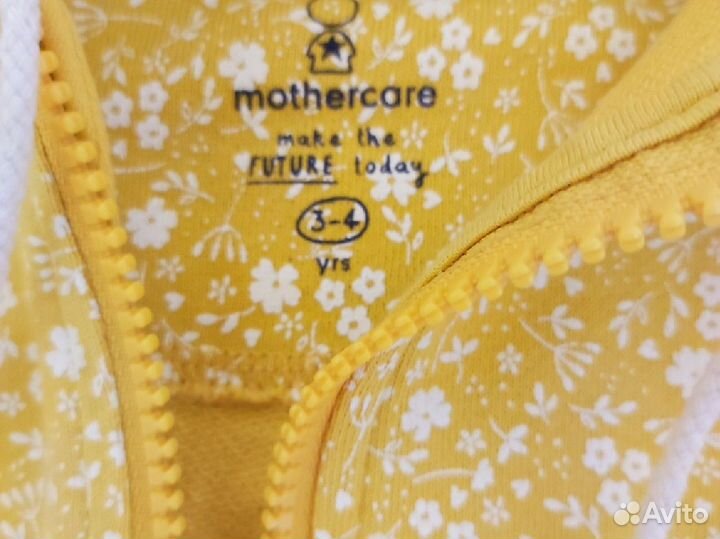 mothercare
make the
FUTURE today
3-4
yrs
Avito